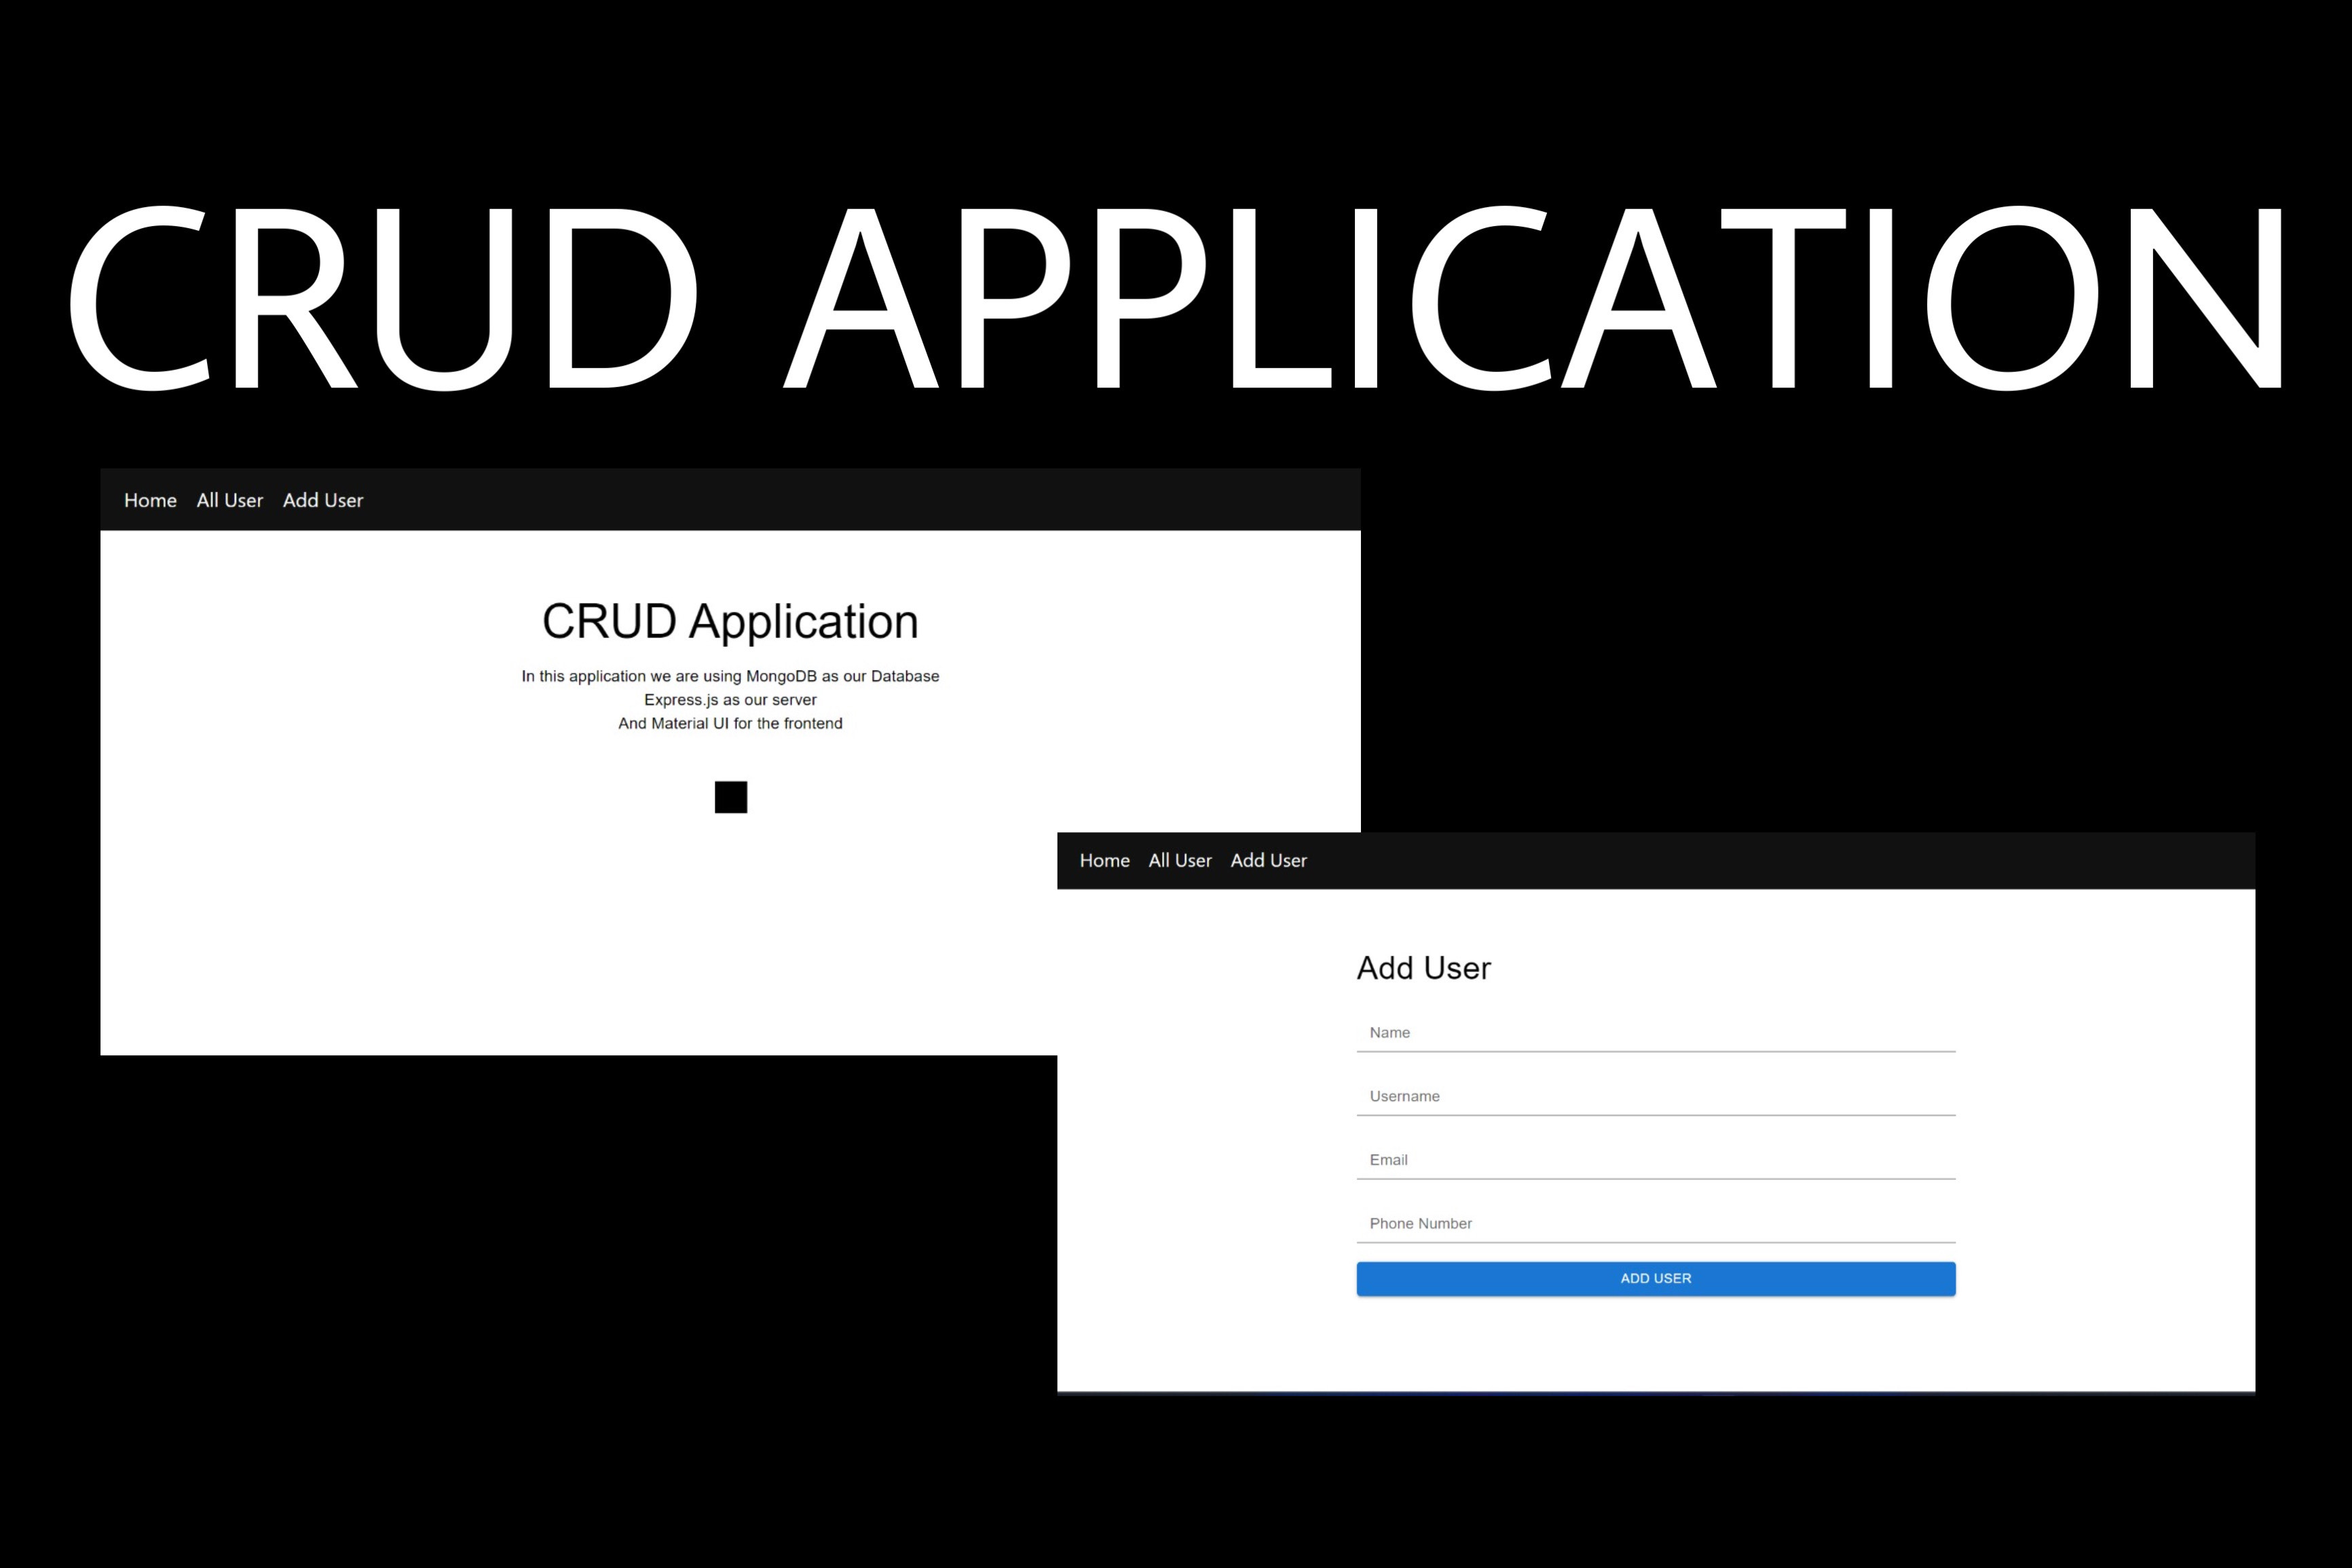 CRUD APPLICATION
Home All User Add User
CRUD Application
In this application we are using MongoDB as our Database
Express.js as our server
And Material UI for the frontend
Home All User Add User
Add User
Name
Username
Email
Phone Number
ADD USER